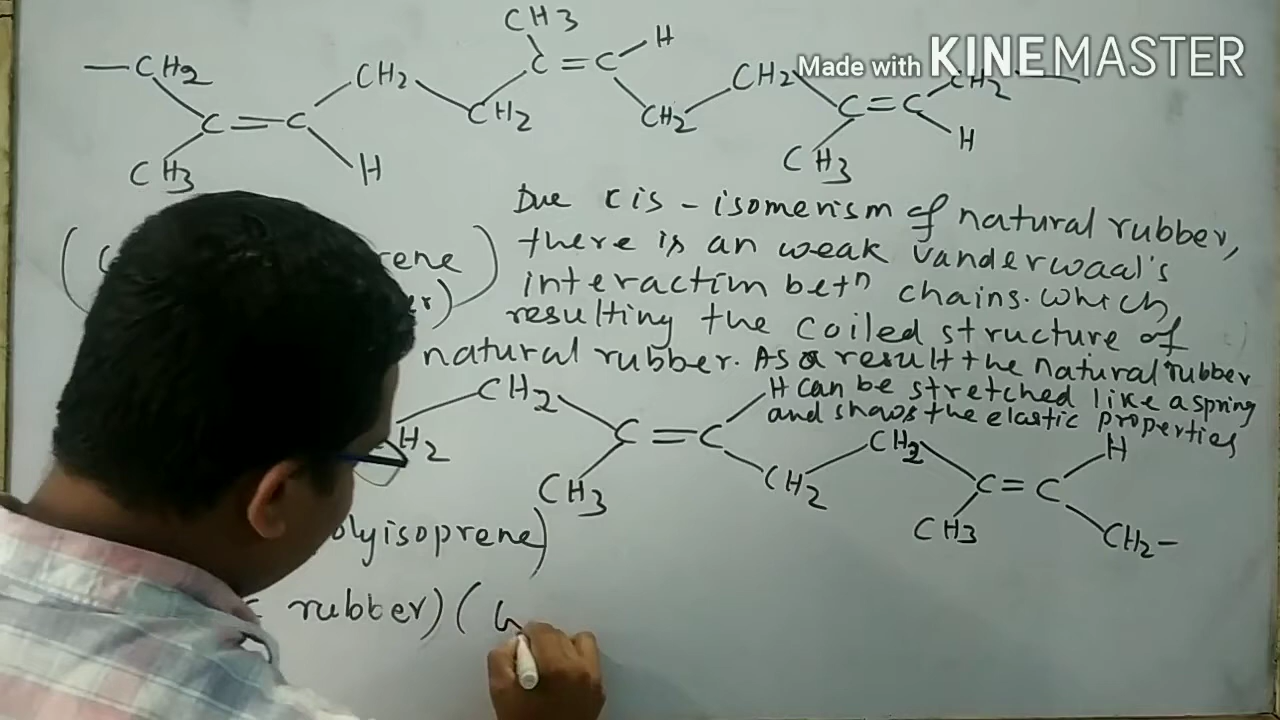 CH3
Made with KINEMASTER
— CH2 C = C CH2 CH2 C = C H CH2 CH2 C = C CH2 —
CH3 H CH3 H
Due cis - isomerism of natural rubber,
there is an weak Vanderwaal's
interaction betn chains. which
resulting the coiled structure of
natural rubber. As a result the natural rubber
can be stretched like a spring
and shows the elastic properties
rene)
H2 CH2 C = C H CH2 CH2 C = C H
CH3 CH3 CH2 -
olyisoprene)
rubber) (